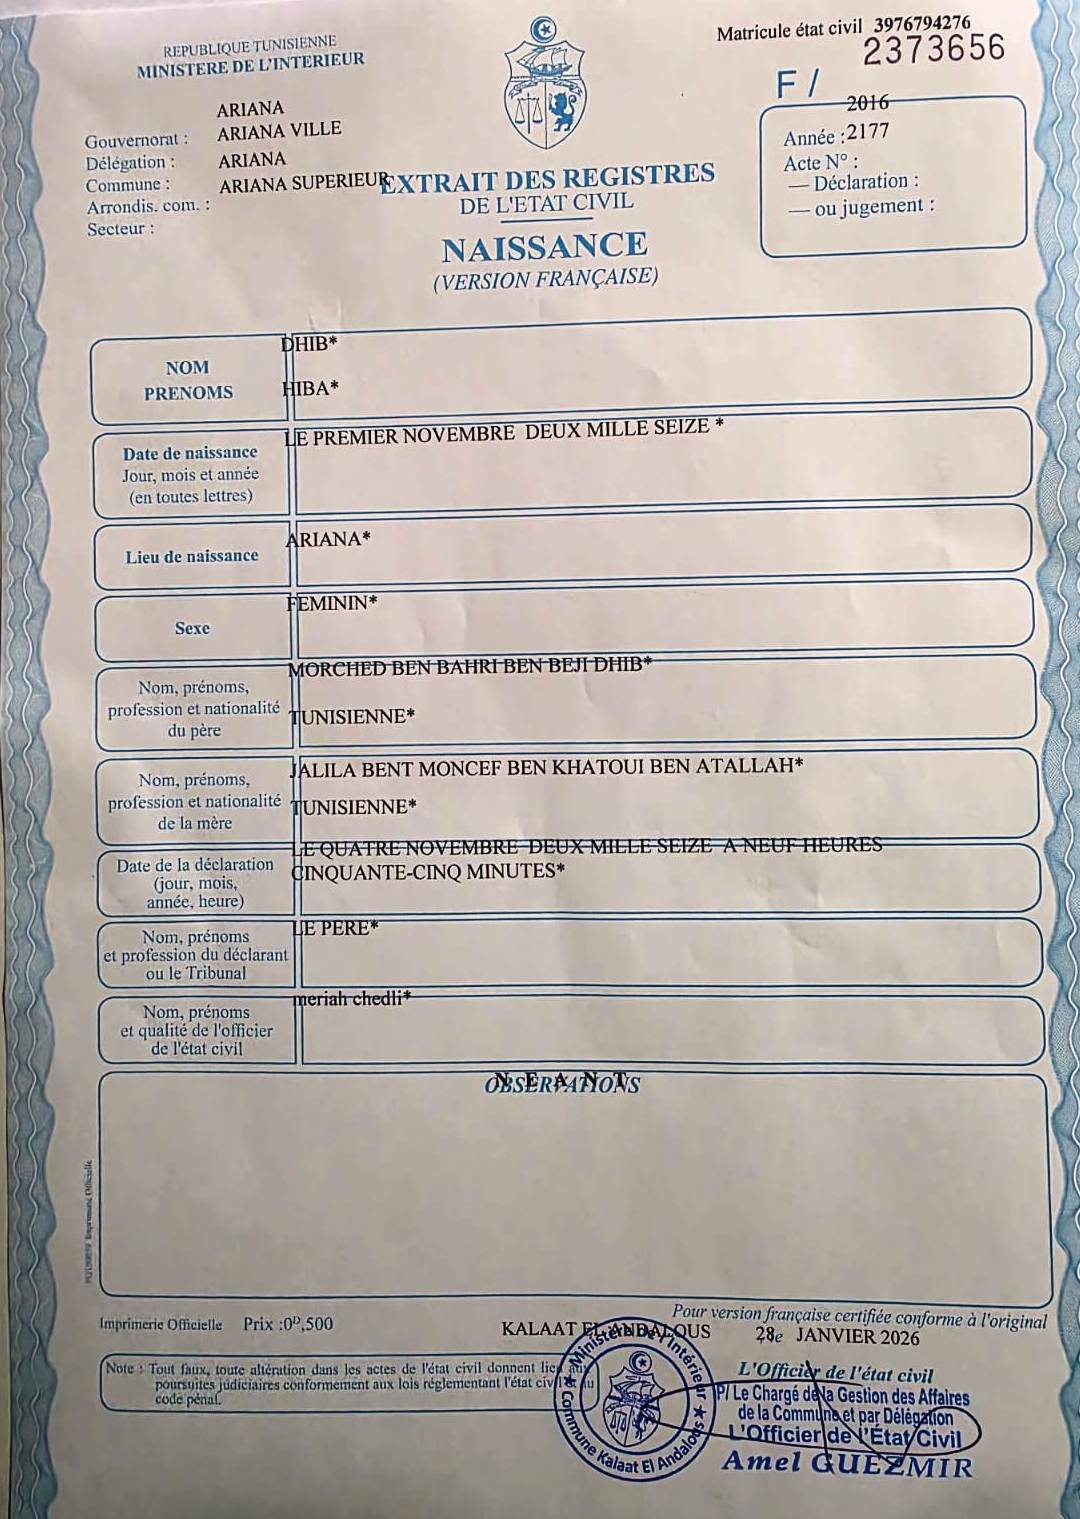 REPUBLIQUE TUNISIENNE
MINISTERE DE L'INTERIEUR
Matricule état civil 3976794276
2373656
F /
ARIANA
Gouvernorat : ARIANA VILLE
Délégation : ARIANA
Commune : ARIANA SUPERIEUR
Arrondis. com. :
Secteur :
2016
Année :2177
Acte N° :
— Déclaration :
— ou jugement :
EXTRAIT DES REGISTRES
DE L'ETAT CIVIL
NAISSANCE
(VERSION FRANÇAISE)
NOM
PRENOMS
DHIB*
HIBA*
Date de naissance
Jour, mois et année
(en toutes lettres)
LE PREMIER NOVEMBRE DEUX MILLE SEIZE *
Lieu de naissance
ARIANA*
Sexe
FEMININ*
Nom, prénoms,
profession et nationalité
du père
MORCHED BEN BAHRI BEN BEJI DHIB*
TUNISIENNE*
Nom, prénoms,
profession et nationalité
de la mère
JALILA BENT MONCEF BEN KHATOUI BEN ATALLAH*
TUNISIENNE*
Date de la déclaration
(jour, mois,
année, heure)
LE QUATRE NOVEMBRE DEUX MILLE SEIZE A NEUF HEURES
CINQUANTE-CINQ MINUTES*
Nom, prénoms
et profession du déclarant
ou le Tribunal
LE PERE*
Nom, prénoms
et qualité de l'officier
de l'état civil
meriah chedli*
OBSERVATIONS
N E A N T
Imprimerie Officielle
Imprimerie Officielle Prix :0ᴰ,500
Pour version française certifiée conforme à l'original
KALAAT EL ANDALOUS 28e JANVIER 2026
Note : Tout faux, toute altération dans les actes de l'état civil donnent lieu aux
poursuites judiciaires conformement aux lois réglementant l'état civil et au
code pénal.
L'Officier de l'état civil
P/ Le Chargé de la Gestion des Affaires
de la Commune et par Délégation
L'Officier de l'État Civil
Amel GUEZMIR
Ministère De l'Intérieur
Commune Kalaat El Andalous